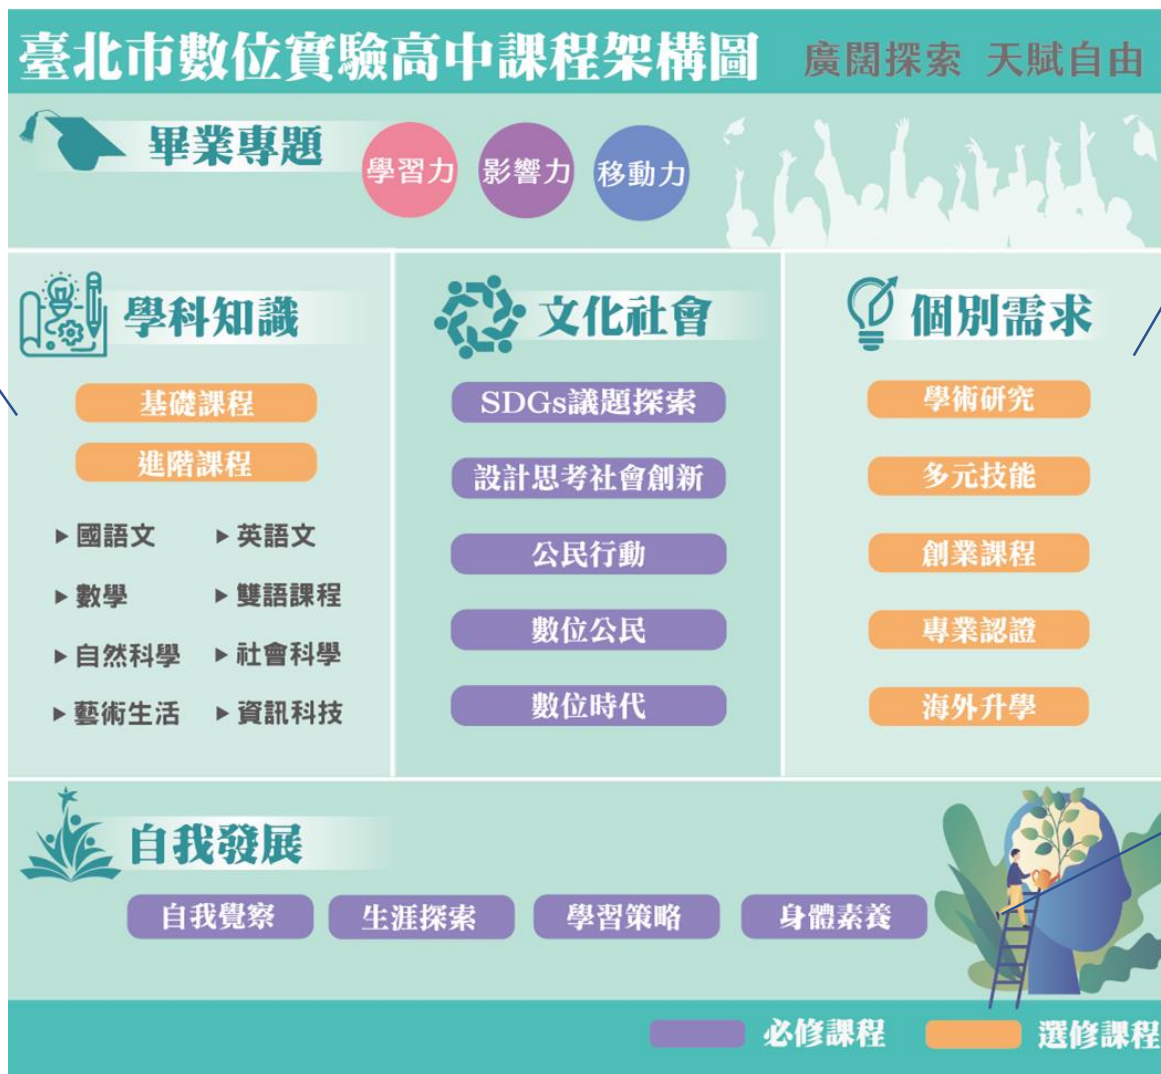 臺北市數位實驗高中課程架構圖 廣闊探索 天賦自由
畢業專題
學習力 影響力 移動力
學科知識
基礎課程
進階課程
▸國語文 ▸英語文
▸數學 ▸雙語課程
▸自然科學 ▸社會科學
▸藝術生活 ▸資訊科技
文化社會
SDGs議題探索
設計思考社會創新
公民行動
數位公民
數位時代
個別需求
學術研究
多元技能
創業課程
專業認證
海外升學
自我發展
自我覺察 生涯探索 學習策略 身體素養
必修課程 選修課程